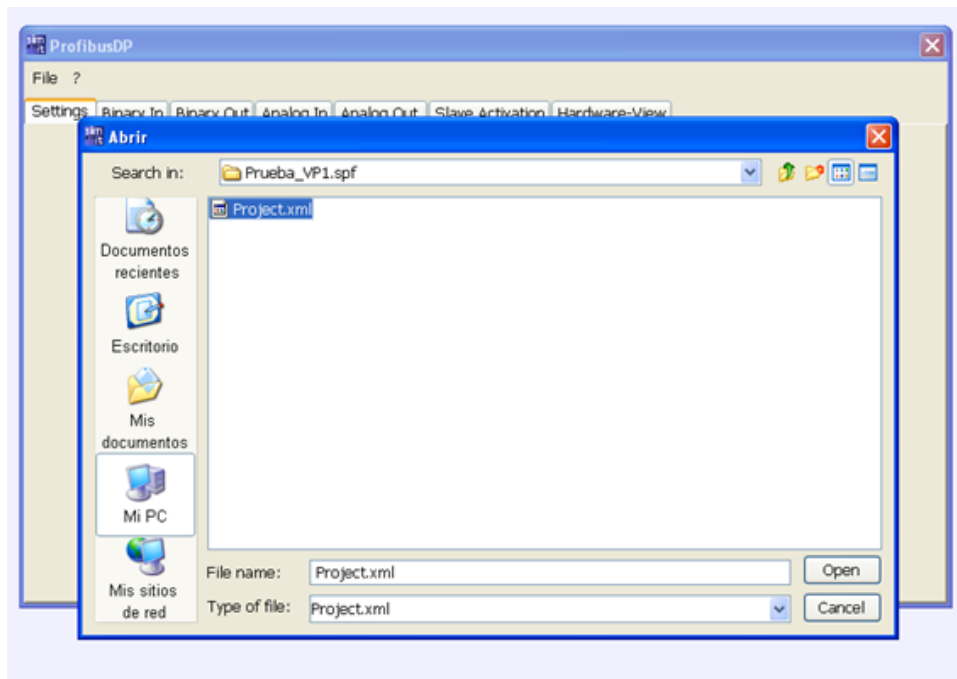 ProfibusDP
File ?
Settings Binary In Binary Out Analog In Analog Out Slave Activation Hardware-View
Abrir
Search in: Prueba_VP1.spf
Project.xml
Documentos
recientes
Escritorio
Mis
documentos
Mi PC
Mis sitios
de red
File name: Project.xml Open
Type of file: Project.xml Cancel